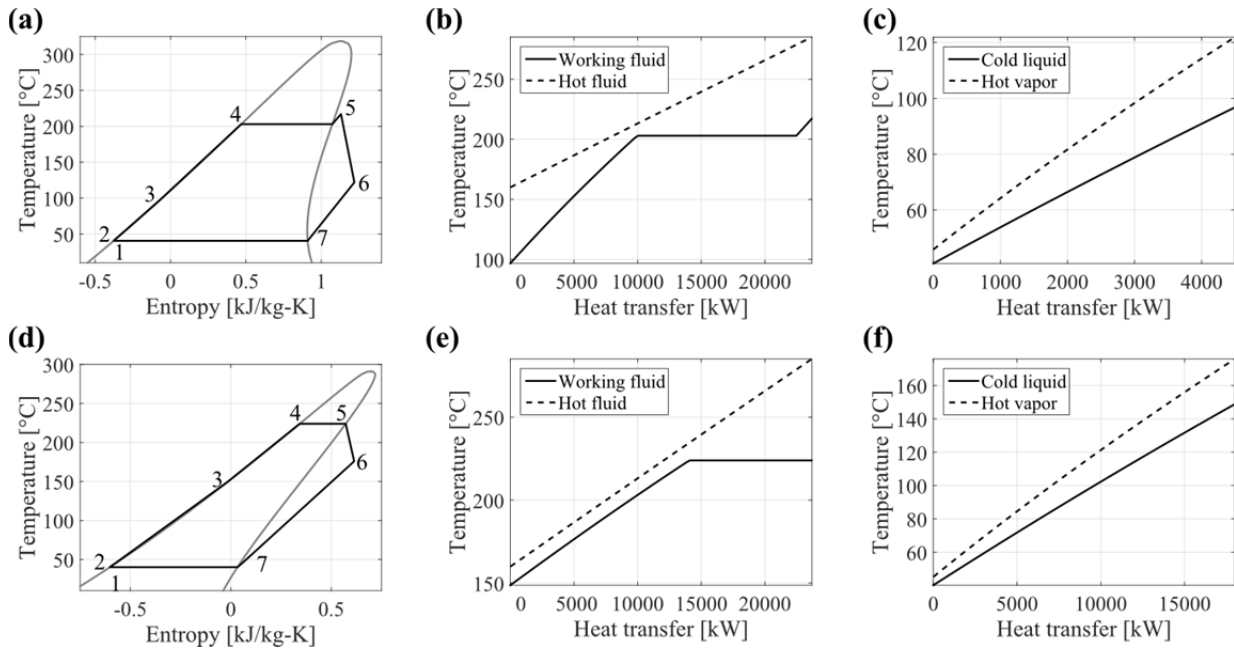 (a)
Temperature [°C]
300
250
200
150
100
50
1
2
3
4
5
6
7
-0.5
0
0.5
1
Entropy [kJ/kg-K]
(b)
Temperature [°C]
250
200
150
100
Working fluid
Hot fluid
0
5000
10000
15000
20000
Heat transfer [kW]
(c)
Temperature [°C]
120
100
80
60
Cold liquid
Hot vapor
0
1000
2000
3000
4000
Heat transfer [kW]
(d)
Temperature [°C]
300
250
200
150
100
50
1
2
3
4
5
6
7
-0.5
0
0.5
Entropy [kJ/kg-K]
(e)
Temperature [°C]
250
200
150
Working fluid
Hot fluid
0
5000
10000
15000
20000
Heat transfer [kW]
(f)
Temperature [°C]
160
140
120
100
80
60
Cold liquid
Hot vapor
0
5000
10000
15000
Heat transfer [kW]